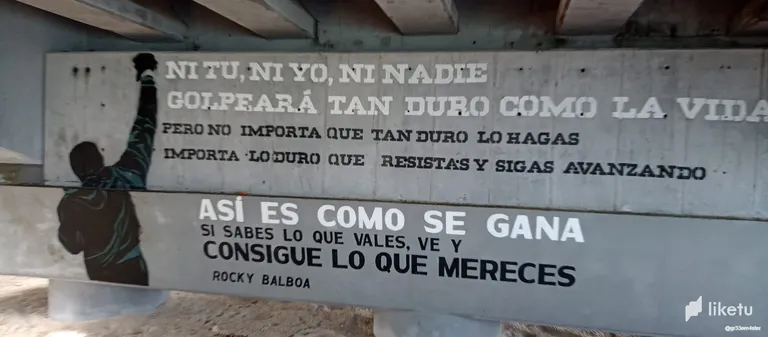 NI TU, NI YO, NI NADIE
GOLPEARÁ TAN DURO COMO LA VIDA
PERO NO IMPORTA QUE TAN DURO LO HAGAS
IMPORTA LO DURO QUE RESISTAS Y SIGAS AVANZANDO
ASÍ ES COMO SE GANA
SI SABES LO QUE VALES, VE Y
CONSIGUE LO QUE MERECES
ROCKY BALBOA
liketu